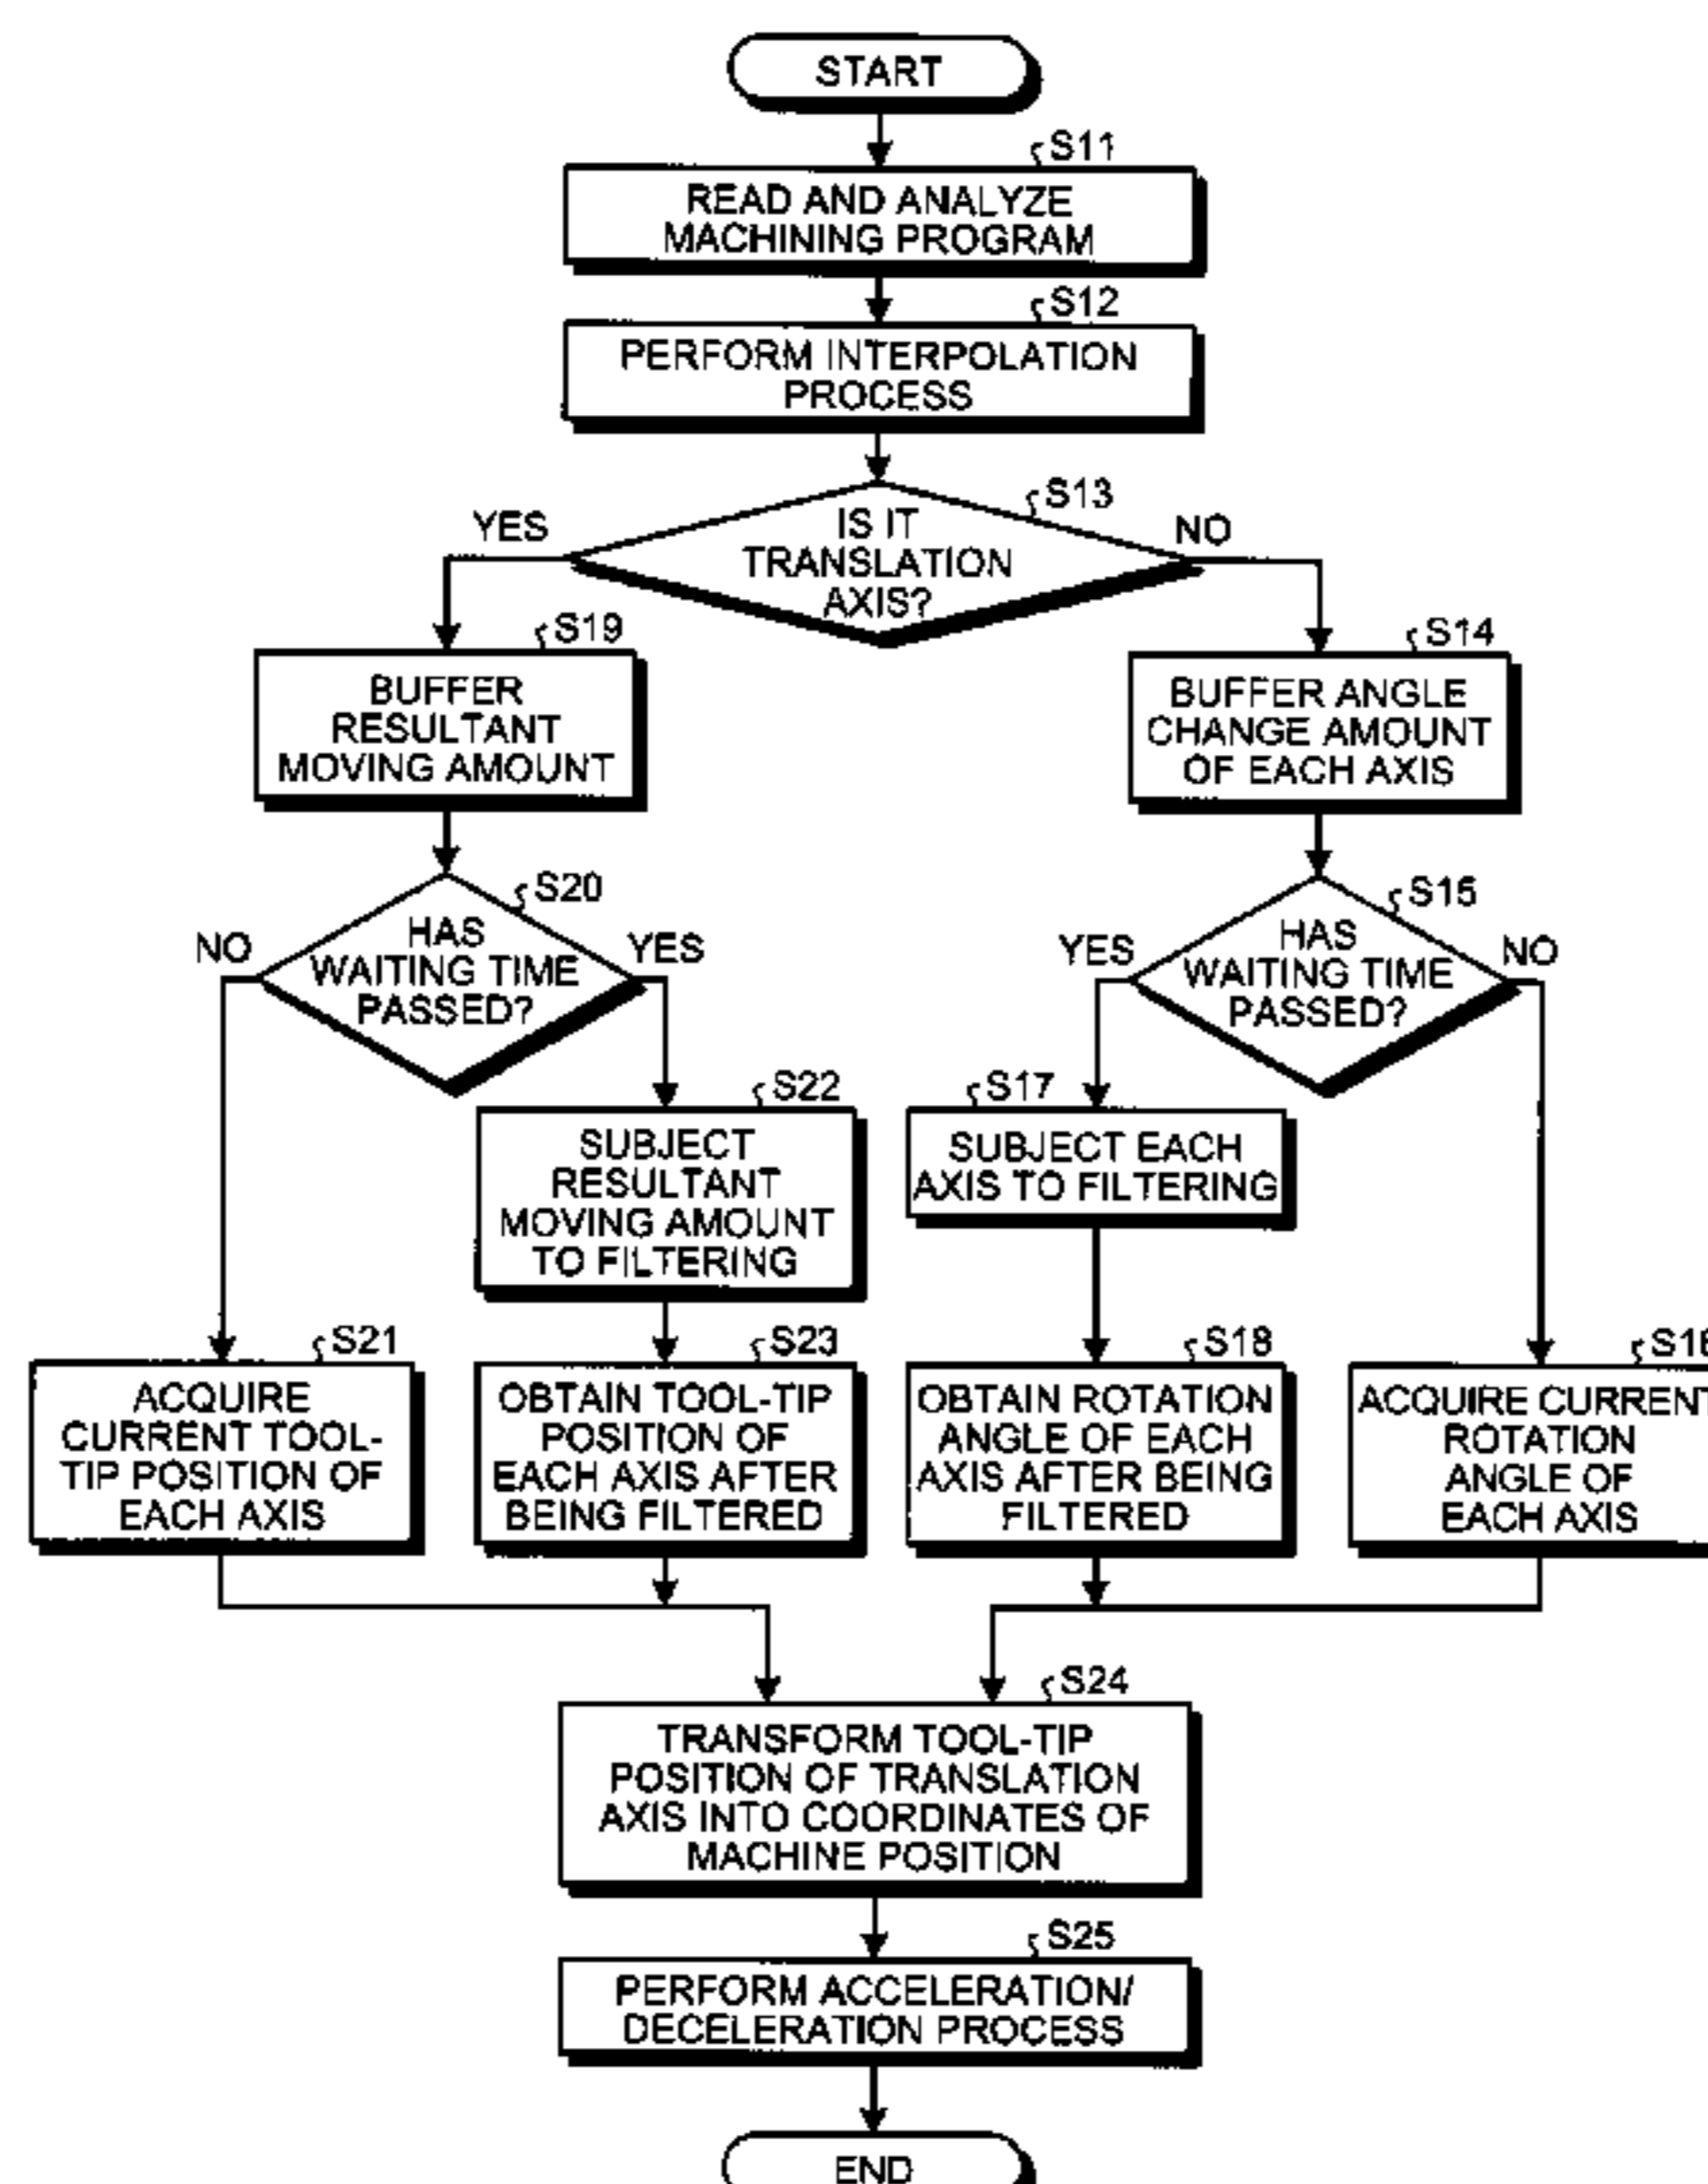 START
S11
READ AND ANALYZE
MACHINING PROGRAM
S12
PERFORM INTERPOLATION
PROCESS
S13
IS IT
TRANSLATION
AXIS?
YES
NO
S19
BUFFER
RESULTANT
MOVING AMOUNT
S14
BUFFER ANGLE
CHANGE AMOUNT
OF EACH AXIS
S20
HAS
WAITING TIME
PASSED?
NO
YES
S15
HAS
WAITING TIME
PASSED?
YES
NO
S22
SUBJECT
RESULTANT
MOVING AMOUNT
TO FILTERING
S17
SUBJECT EACH
AXIS TO FILTERING
S21
ACQUIRE
CURRENT TOOL-
TIP POSITION OF
EACH AXIS
S23
OBTAIN TOOL-TIP
POSITION OF
EACH AXIS AFTER
BEING FILTERED
S18
OBTAIN ROTATION
ANGLE OF EACH
AXIS AFTER BEING
FILTERED
S16
ACQUIRE CURRENT
ROTATION
ANGLE OF
EACH AXIS
S24
TRANSFORM TOOL-TIP
POSITION OF TRANSLATION
AXIS INTO COORDINATES OF
MACHINE POSITION
S25
PERFORM ACCELERATION/
DECELERATION PROCESS
END